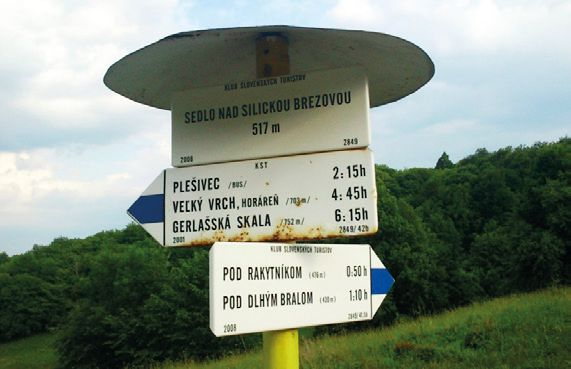 KLUB SLOVENSKÝCH TURISTOV
SEDLO NAD SILICKOU BREZOVOU
517 m
2008 2849
KST
PLEŠIVEC /BUS/ 2:15h
VEĽKÝ VRCH, HORÁREŇ /703 m/ 4:45h
GERLAŠSKÁ SKALA /752 m/ 6:15h
2001 2849/42b
KLUB SLOVENSKÝCH TURISTOV
POD RAKYTNÍKOM (476 m) 0:50 h
POD DLHÝM BRALOM (430 m) 1:10 h
2008